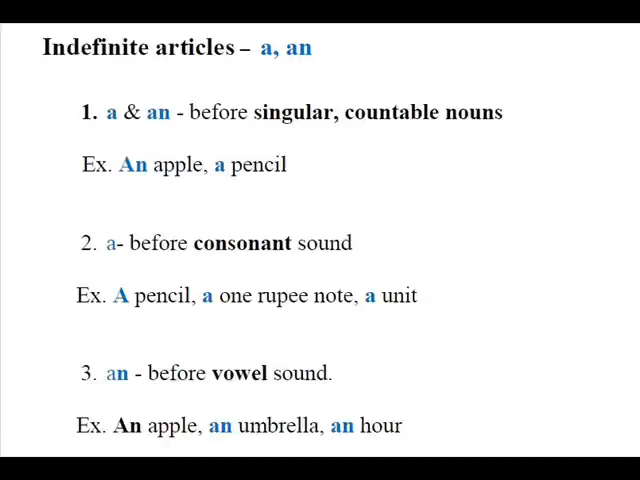 Indefinite articles – a, an
1. a & an - before singular, countable nouns
Ex. An apple, a pencil
2. a- before consonant sound
Ex. A pencil, a one rupee note, a unit
3. an - before vowel sound.
Ex. An apple, an umbrella, an hour